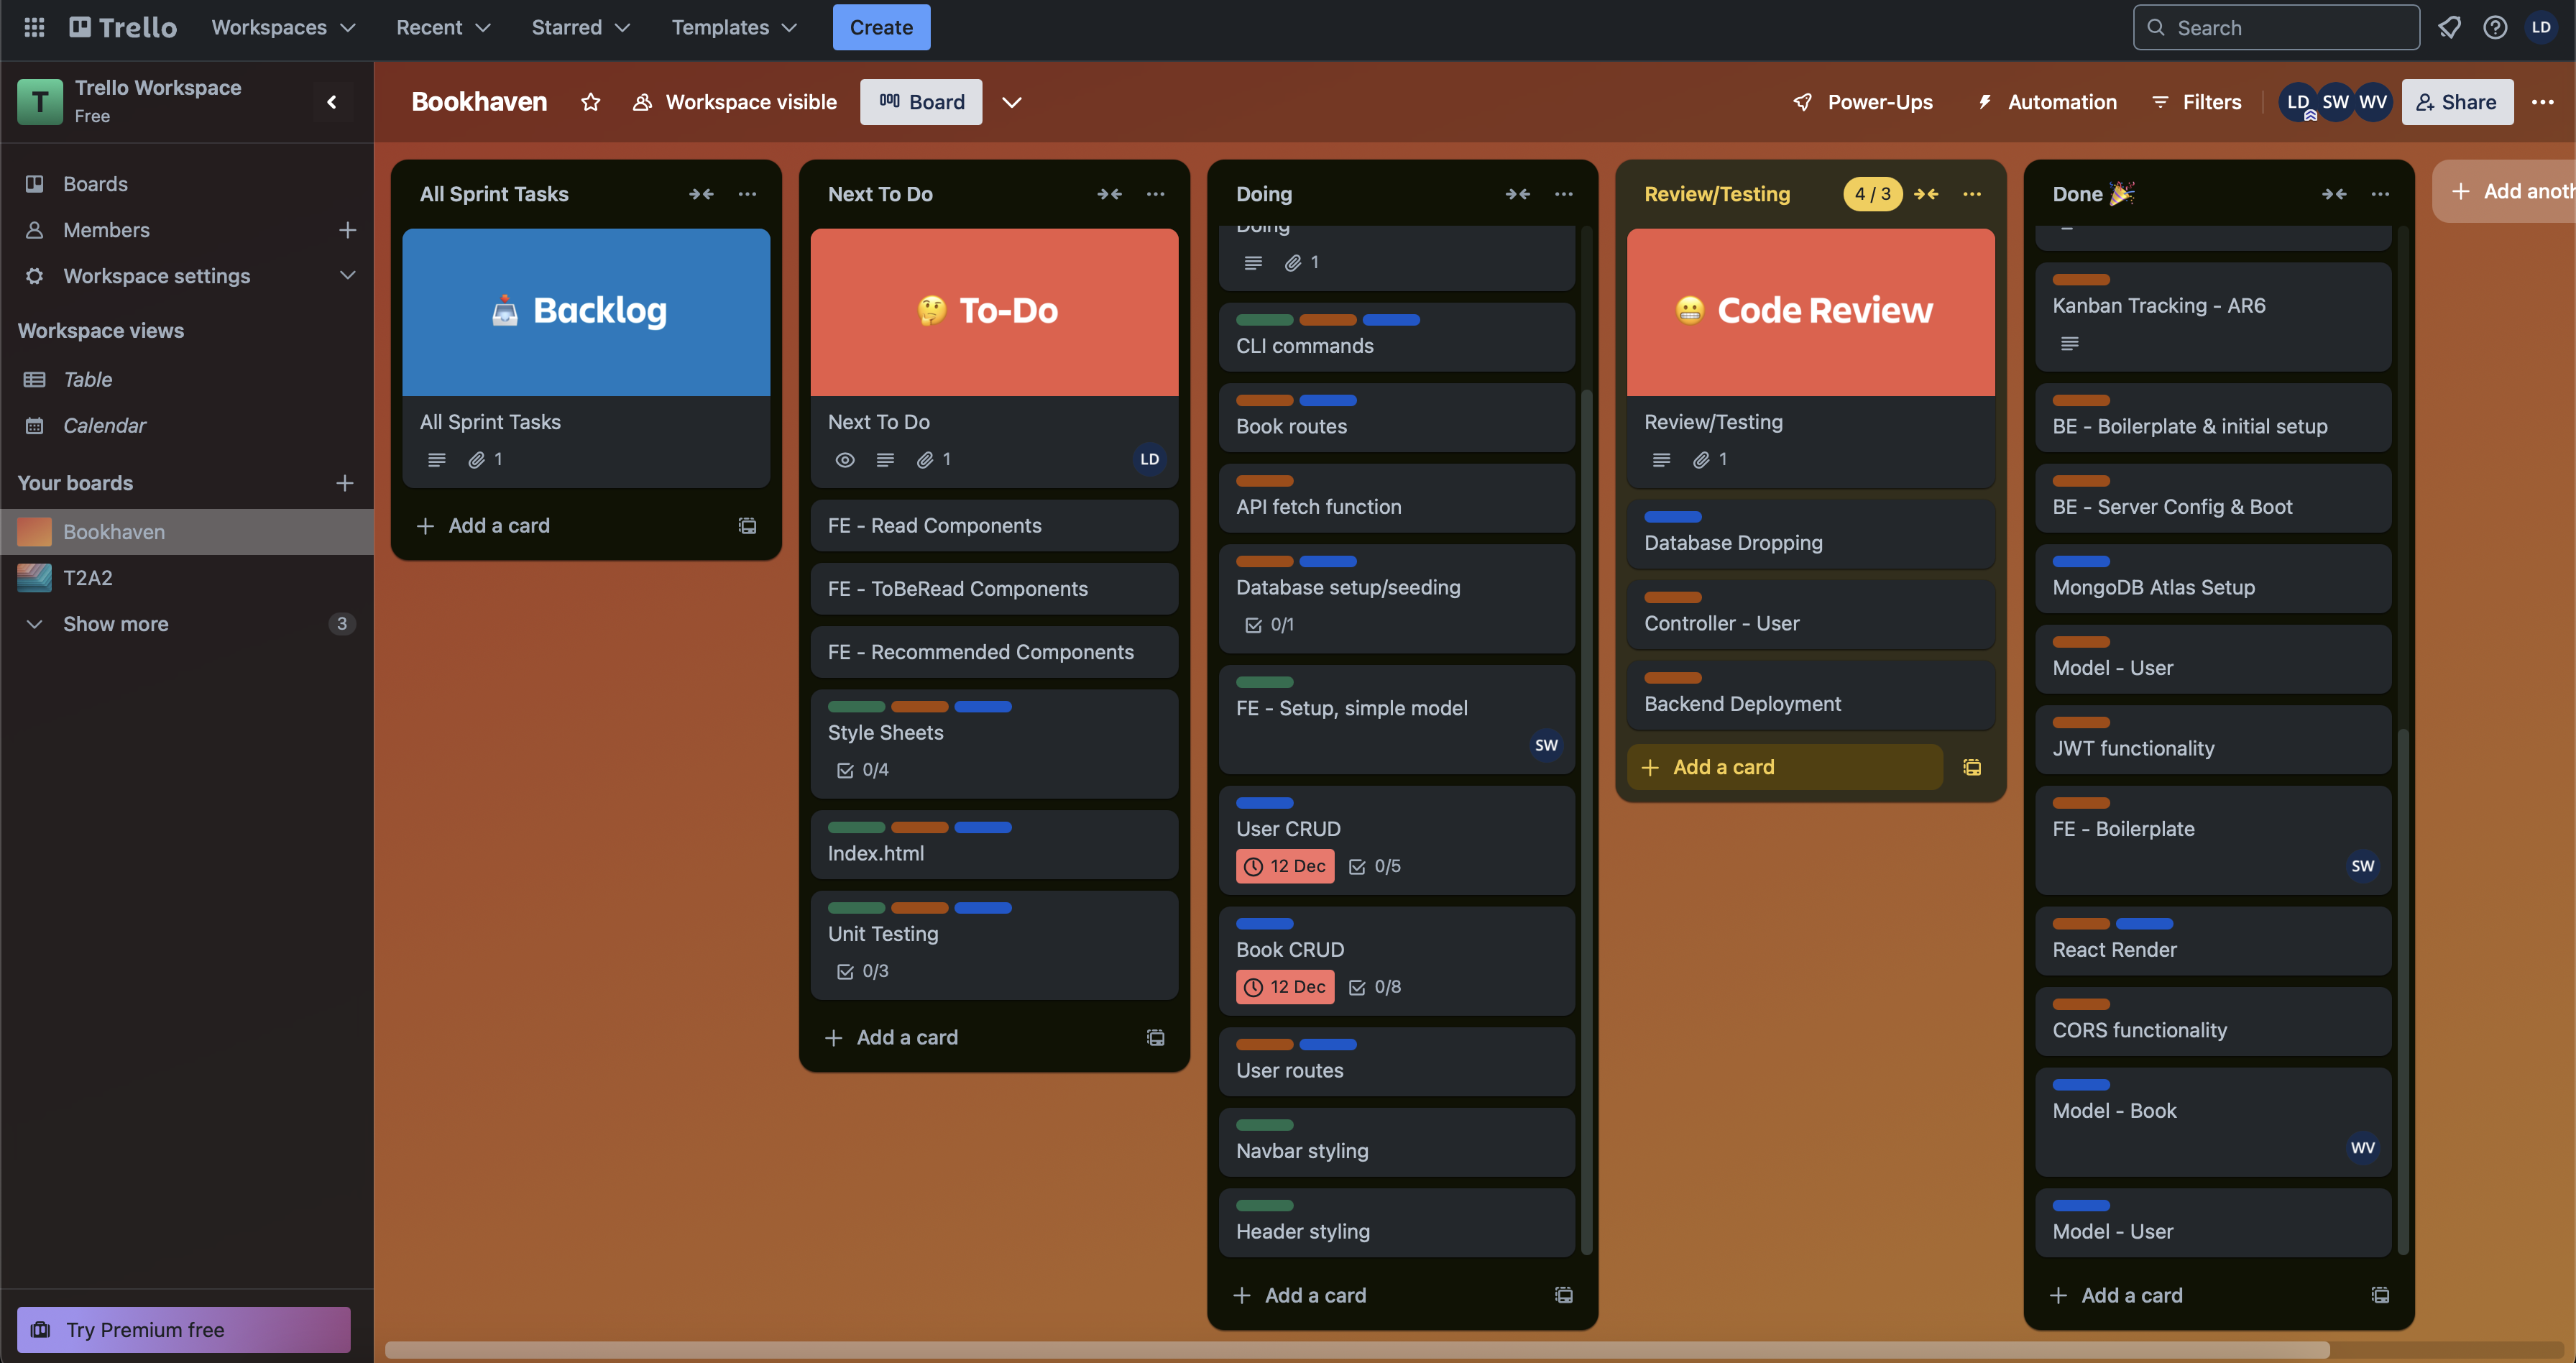 Trello
Workspaces
Recent
Starred
Templates
Create
Search
LD
T
Trello Workspace
Free
Boards
Members
Workspace settings
Workspace views
Table
Calendar
Your boards
Bookhaven
T2A2
Show more
3
Try Premium free
Bookhaven
Workspace visible
Board
Power-Ups
Automation
Filters
LD
SW
WV
Share
All Sprint Tasks
📥 Backlog
All Sprint Tasks
1
Add a card
Next To Do
🤔 To-Do
Next To Do
1
LD
FE - Read Components
FE - ToBeRead Components
FE - Recommended Components
Style Sheets
0/4
Index.html
Unit Testing
0/3
Add a card
Doing
Doing
1
CLI commands
Book routes
API fetch function
Database setup/seeding
0/1
FE - Setup, simple model
SW
User CRUD
12 Dec 0/5
Book CRUD
12 Dec 0/8
User routes
Navbar styling
Header styling
Add a card
Review/Testing
4 / 3
😬 Code Review
Review/Testing
1
Database Dropping
Controller - User
Backend Deployment
Add a card
Done 🎉
Kanban Tracking - AR6
BE - Boilerplate & initial setup
BE - Server Config & Boot
MongoDB Atlas Setup
Model - User
JWT functionality
FE - Boilerplate
SW
React Render
CORS functionality
Model - Book
WV
Model - User
Add a card
Add anoth